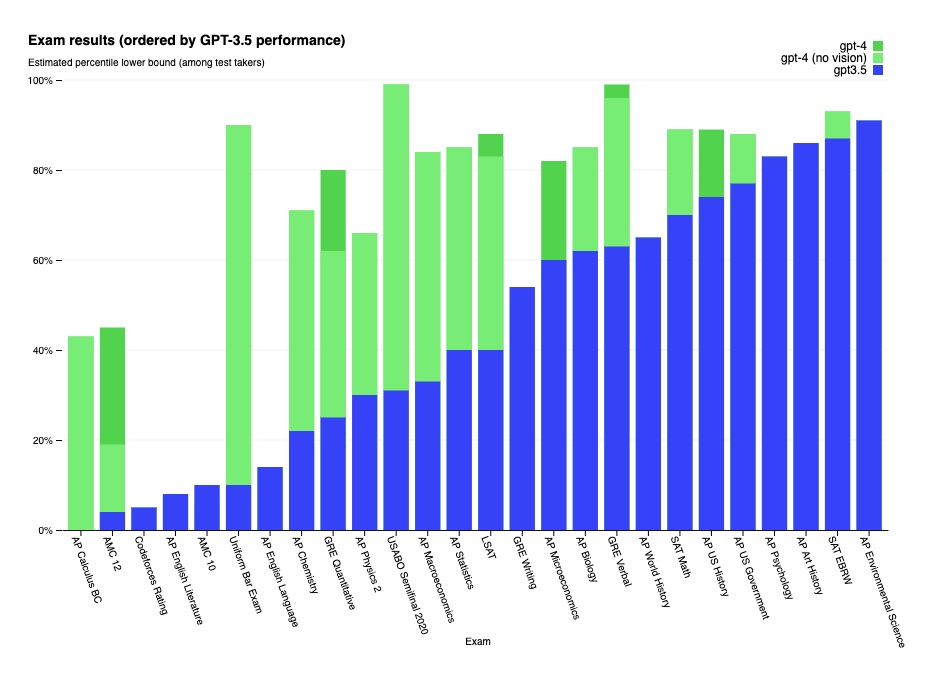 Exam results (ordered by GPT-3.5 performance)
Estimated percentile lower bound (among test takers)
gpt-4
gpt-4 (no vision)
gpt3.5
100%
80%
60%
40%
20%
0%
AP Calculus BC
AMC 12
Codeforces Rating
AP English Literature
AMC 10
Uniform Bar Exam
AP English Language
AP Chemistry
GRE Quantitative
AP Physics 2
USABO Semifinal 2020
AP Macroeconomics
AP Statistics
LSAT
GRE Writing
AP Microeconomics
AP Biology
GRE Verbal
AP World History
SAT Math
AP US History
AP US Government
AP Psychology
AP Art History
SAT EBRW
AP Environmental Science
Exam